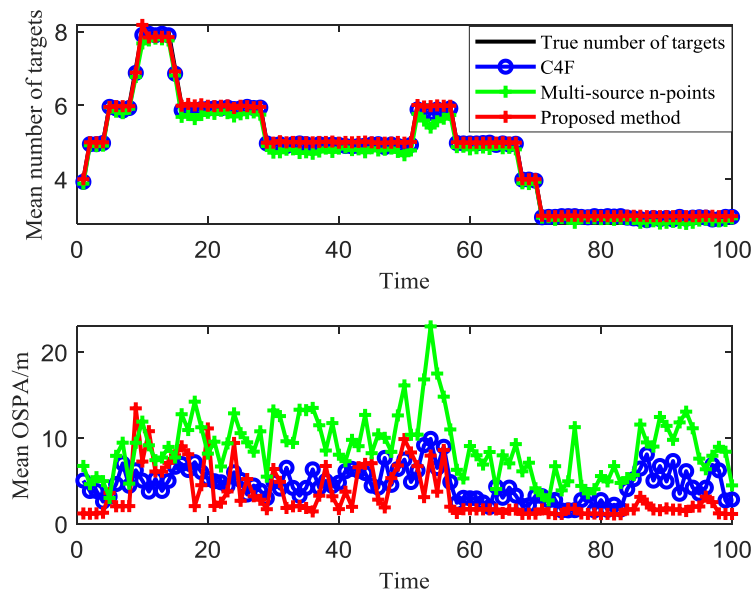 Mean number of targets
8
6
4
True number of targets
C4F
Multi-source n-points
Proposed method
0
20
40
60
80
100
Time
Mean OSPA/m
20
10
0
0
20
40
60
80
100
Time